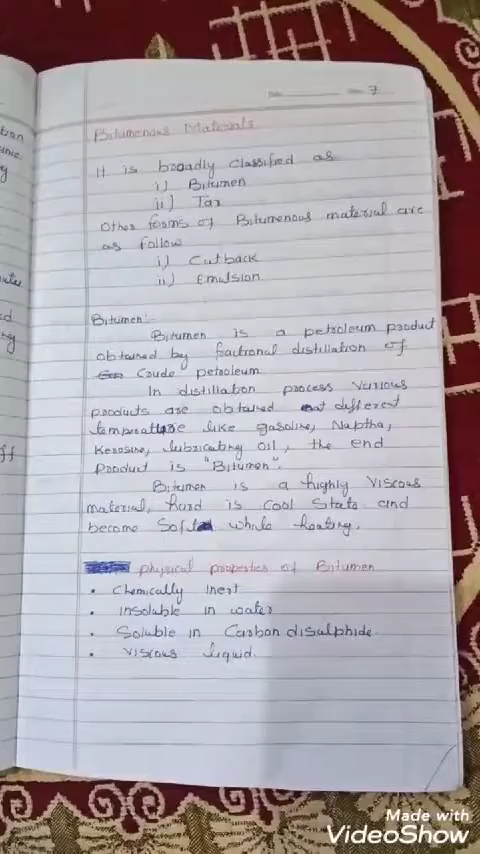 7
Bitumenous Materials
It is broadly classified as
i) Bitumen
ii) Tar
Other forms of Bitumenous material are
as follow
i) Cutback
ii) Emulsion
Bitumen:-
Bitumen is a petroleum product
obtained by fractional distillation of
crude petroleum.
In distillation process various
products are obtained at different
temperature like gasoline, Naptha,
Kerosine, lubricating oil, the end
product is "Bitumen".
Bitumen is a highly viscous
material, hard is cool state and
become soft while heating.
Physical properties of Bitumen
• Chemically inert
• Insoluble in water
• Soluble in Carbon disulphide.
• Viscous liquid.
Made with
VideoShow